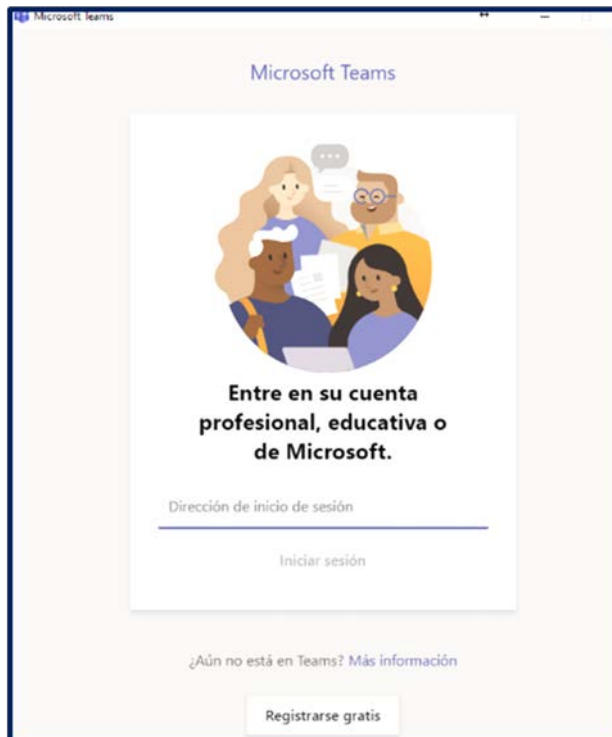 Microsoft Teams
Microsoft Teams
Entre en su cuenta
profesional, educativa o
de Microsoft.
Dirección de inicio de sesión
Iniciar sesión
¿Aún no está en Teams? Más información
Registrarse gratis